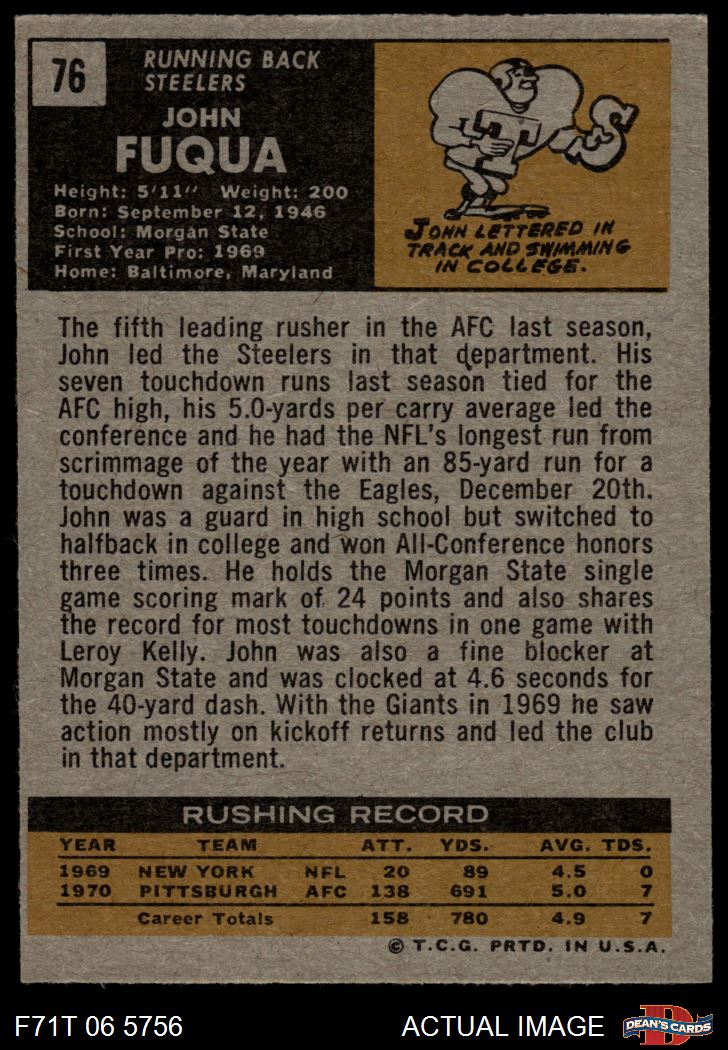 76
RUNNING BACK
STEELERS
JOHN
FUQUA
Height: 5'11" Weight: 200
Born: September 12, 1946
School: Morgan State
First Year Pro: 1969
Home: Baltimore, Maryland
T S
JOHN LETTERED IN
TRACK AND SWIMMING
IN COLLEGE.
The fifth leading rusher in the AFC last season,
John led the Steelers in that department. His
seven touchdown runs last season tied for the
AFC high, his 5.0-yards per carry average led the
conference and he had the NFL's longest run from
scrimmage of the year with an 85-yard run for a
touchdown against the Eagles, December 20th.
John was a guard in high school but switched to
halfback in college and won All-Conference honors
three times. He holds the Morgan State single
game scoring mark of 24 points and also shares
the record for most touchdowns in one game with
Leroy Kelly. John was also a fine blocker at
Morgan State and was clocked at 4.6 seconds for
the 40-yard dash. With the Giants in 1969 he saw
action mostly on kickoff returns and led the club
in that department.
RUSHING RECORD
YEAR TEAM ATT. YDS. AVG. TDS.
1969 NEW YORK NFL 20 89 4.5 0
1970 PITTSBURGH AFC 138 691 5.0 7
Career Totals 158 780 4.9 7
© T.C.G. PRTD. IN U.S.A.
F71T 06 5756 ACTUAL IMAGE D DEAN'S CARDS